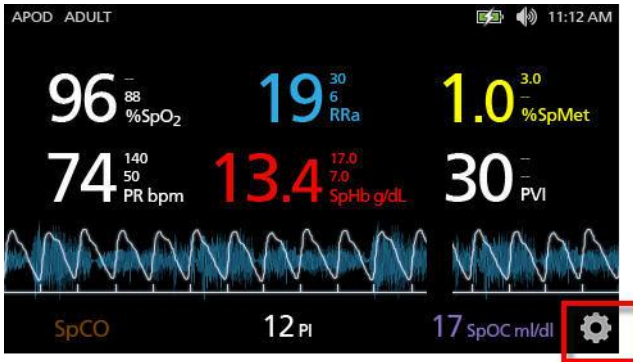 APOD ADULT 11:12 AM
96 – 88 %SpO2 19 30 6 RRa 1.0 3.0 – %SpMet
74 140 50 PR bpm 13.4 17.0 7.0 SpHb g/dL 30 – – PVI
SpCO 12 PI 17 SpOC ml/dl